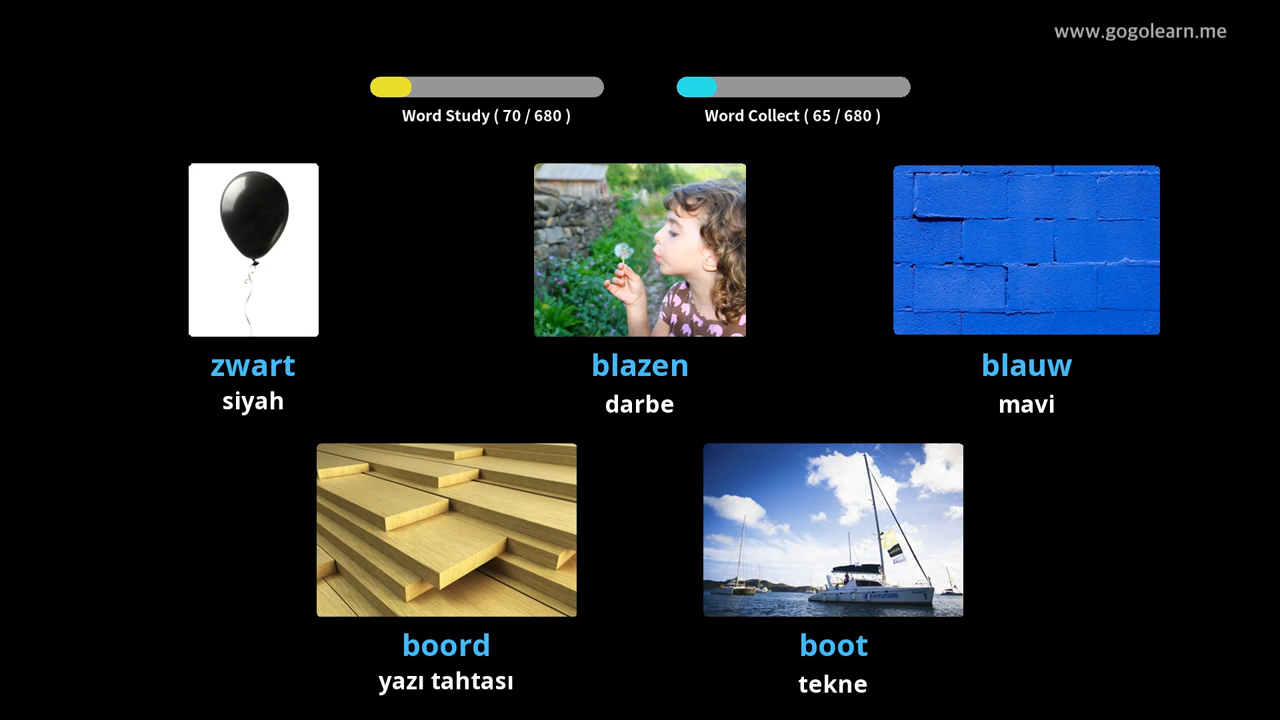 www.gogolearn.me
Word Study ( 70 / 680 )
Word Collect ( 65 / 680 )
zwart
siyah
blazen
darbe
blauw
mavi
boord
yazı tahtası
boot
tekne